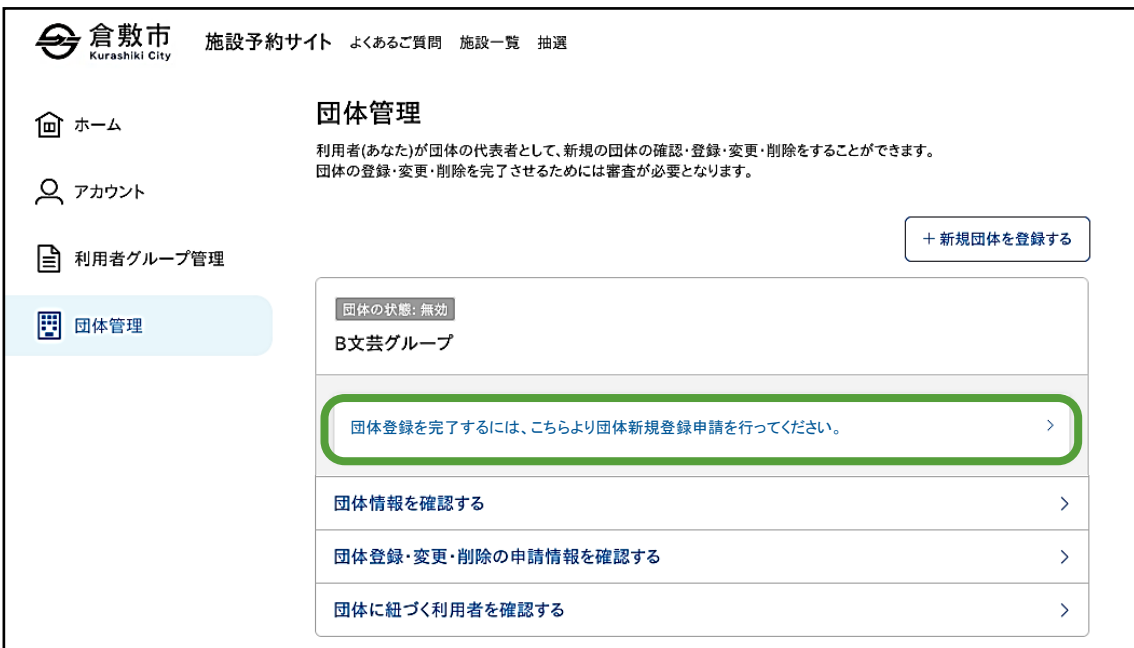 倉敷市
Kurashiki City
施設予約サイト よくあるご質問 施設一覧 抽選
ホーム
アカウント
利用者グループ管理
団体管理
団体管理
利用者(あなた)が団体の代表者として、新規の団体の確認・登録・変更・削除をすることができます。
団体の登録・変更・削除を完了させるためには審査が必要となります。
＋新規団体を登録する
団体の状態: 無効
B文芸グループ
団体登録を完了するには、こちらより団体新規登録申請を行ってください。
団体情報を確認する
団体登録・変更・削除の申請情報を確認する
団体に紐づく利用者を確認する